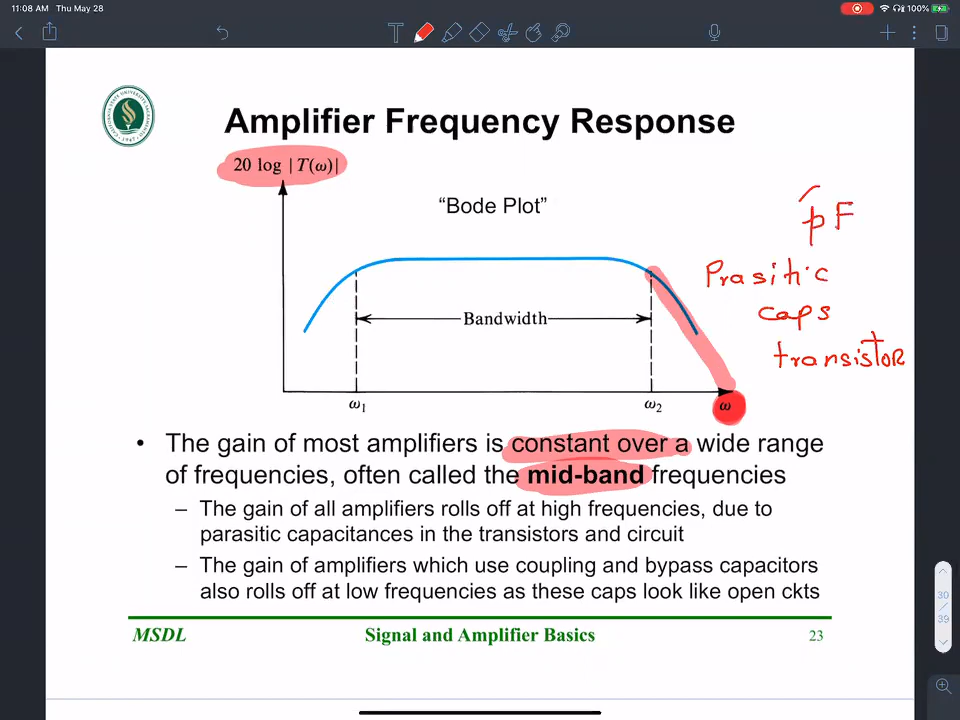 11:08 AM Thu May 28
100%
Amplifier Frequency Response
20 log |T(ω)|
“Bode Plot”
pF
Prasitic
caps
transistor
Bandwidth
ω1 ω2 ω
• The gain of most amplifiers is constant over a wide range
of frequencies, often called the mid-band frequencies
– The gain of all amplifiers rolls off at high frequencies, due to
parasitic capacitances in the transistors and circuit
– The gain of amplifiers which use coupling and bypass capacitors
also rolls off at low frequencies as these caps look like open ckts
MSDL Signal and Amplifier Basics 23
30
/
39